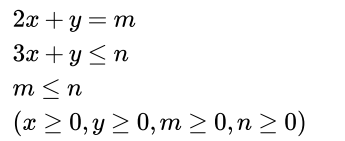 2x + y = m
3x + y ≤ n
m ≤ n
(x ≥ 0, y ≥ 0, m ≥ 0, n ≥ 0)